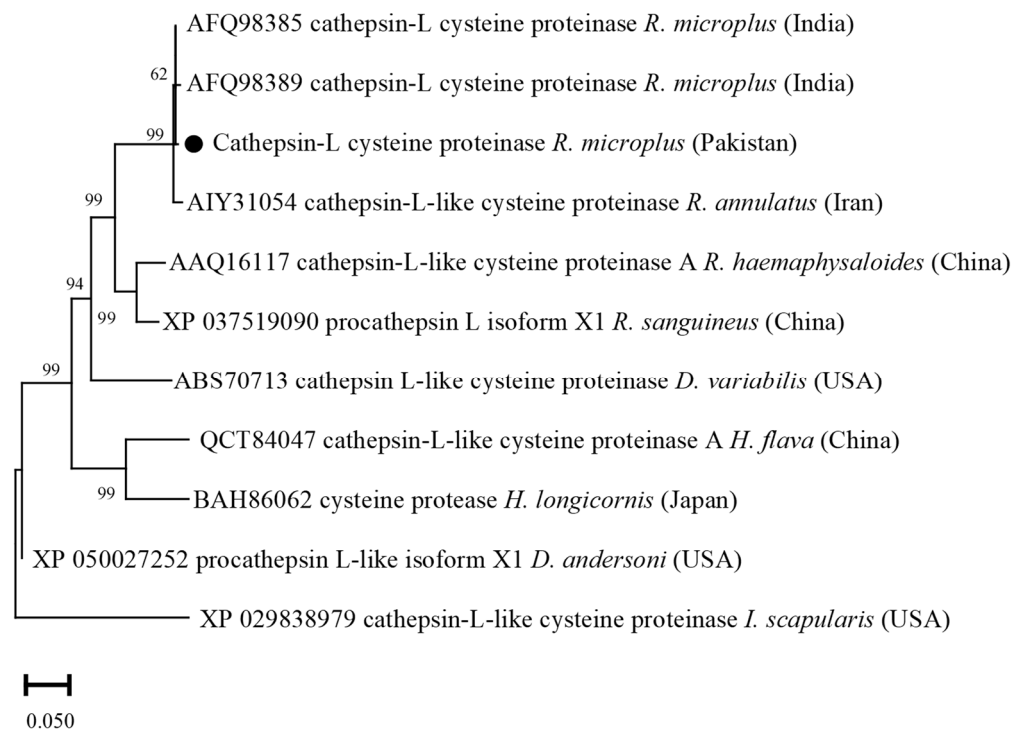 AFQ98385 cathepsin-L cysteine proteinase R. microplus (India)
62
AFQ98389 cathepsin-L cysteine proteinase R. microplus (India)
99
Cathepsin-L cysteine proteinase R. microplus (Pakistan)
99
AIY31054 cathepsin-L-like cysteine proteinase R. annulatus (Iran)
AAQ16117 cathepsin-L-like cysteine proteinase A R. haemaphysaloides (China)
94
99
XP 037519090 procathepsin L isoform X1 R. sanguineus (China)
99
ABS70713 cathepsin L-like cysteine proteinase D. variabilis (USA)
QCT84047 cathepsin-L-like cysteine proteinase A H. flava (China)
99
BAH86062 cysteine protease H. longicornis (Japan)
XP 050027252 procathepsin L-like isoform X1 D. andersoni (USA)
XP 029838979 cathepsin-L-like cysteine proteinase I. scapularis (USA)
0.050